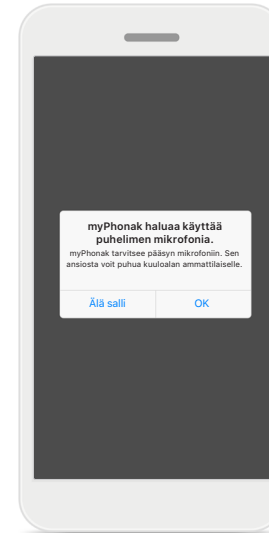 myPhonak haluaa käyttää
puhelimen mikrofonia.
myPhonak tarvitsee pääsyn mikrofoniin. Sen
ansiosta voit puhua kuuloalan ammattilaiselle.
Älä salli
OK